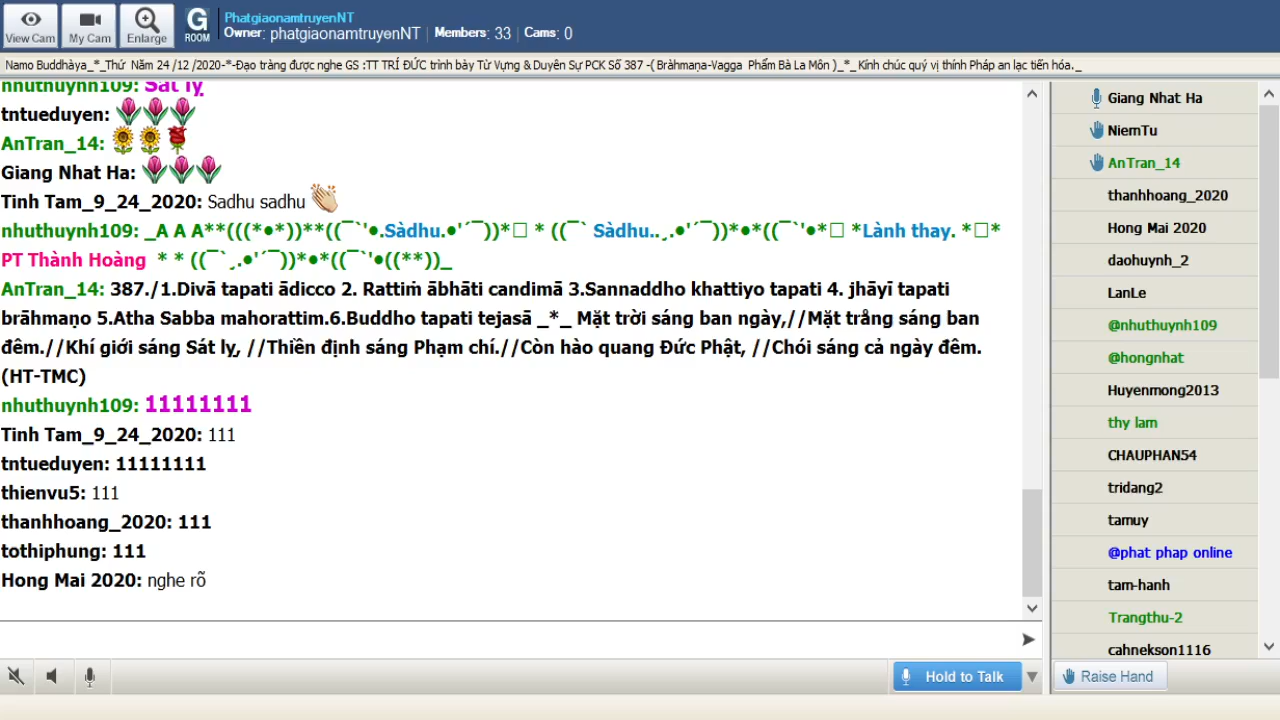 View Cam
My Cam
Enlarge
G
ROOM
PhatgiaonamtruyenNT
Owner: phatgiaonamtruyenNT | Members: 33 | Cams: 0
Namo Buddhàya_*_Thứ Năm 24 /12 /2020-*-Đạo tràng được nghe GS :TT TRÍ ĐỨC trình bày Từ Vựng & Duyên Sự PCK Số 387 -( Bràhmaṇa-Vagga Phẩm Bà La Môn )_*_Kính chúc quý vị thính Pháp an lạc tiến hóa._
nhuthuynh109: Sát lỵ
tntueduyen:
AnTran_14:
Giang Nhat Ha:
Tinh Tam_9_24_2020: Sadhu sadhu
nhuthuynh109: _A A A**(((*•*))**((¯`'•.Sàdhu.•'´¯))*□ * ((¯` Sàdhu..¸.•'´¯))*•*((¯`'•*□ *Lành thay. *□*
PT Thành Hoàng * * ((¯`¸.•'´¯))*•*((¯`'•((**))_
AnTran_14: 387./1.Divā tapati ādicco 2. Rattiṁ ābhāti candimā 3.Sannaddho khattiyo tapati 4. jhāyī tapati
brāhmaṇo 5.Atha Sabba mahorattim.6.Buddho tapati tejasā _*_ Mặt trời sáng ban ngày,//Mặt trăng sáng ban
đêm.//Khí giới sáng Sát lỵ, //Thiền định sáng Phạm chí.//Còn hào quang Đức Phật, //Chói sáng cả ngày đêm.
(HT-TMC)
nhuthuynh109: 11111111
Tinh Tam_9_24_2020: 111
tntueduyen: 11111111
thienvu5: 111
thanhhoang_2020: 111
tothiphung: 111
Hong Mai 2020: nghe rõ
Hold to Talk
Giang Nhat Ha
NiemTu
AnTran_14
thanhhoang_2020
Hong Mai 2020
daohuynh_2
LanLe
@nhuthuynh109
@hongnhat
Huyenmong2013
thy lam
CHAUPHAN54
tridang2
tamuy
@phat phap online
tam-hanh
Trangthu-2
cahnekson1116
Raise Hand